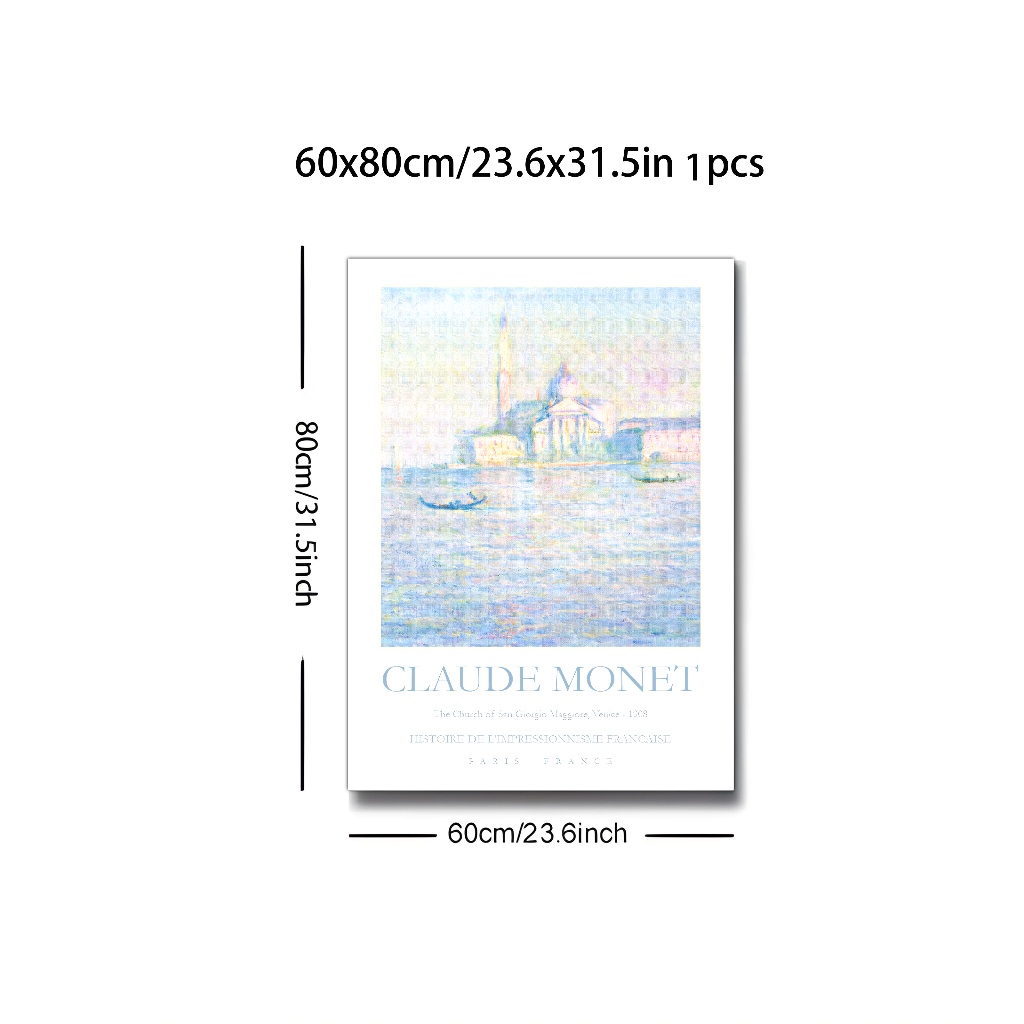 60x80cm/23.6x31.5in 1pcs
80cm/31.5inch
CLAUDE MONET
The Church of San Giorgio Maggiore, Venice - 1908
HISTOIRE DE L'IMPRESSIONNISME FRANCAISE
PARIS FRANCE
60cm/23.6inch